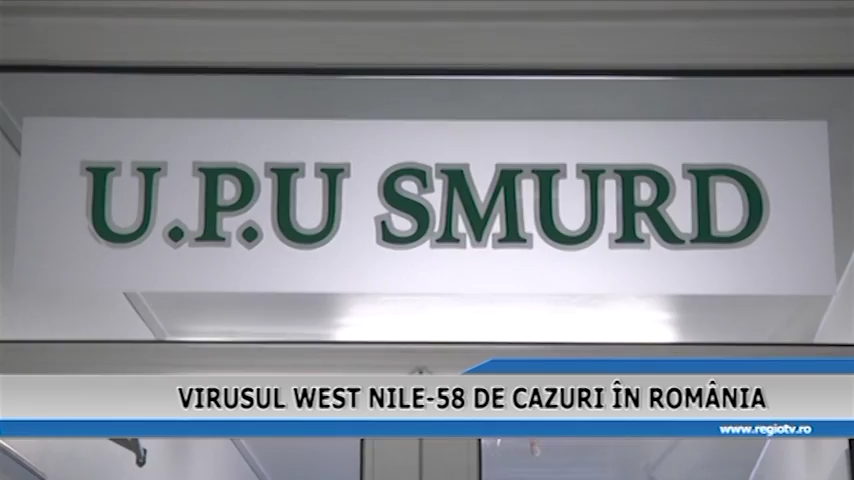 U.P.U SMURD
VIRUSUL WEST NILE-58 DE CAZURI ÎN ROMÂNIA
www.regiotv.ro